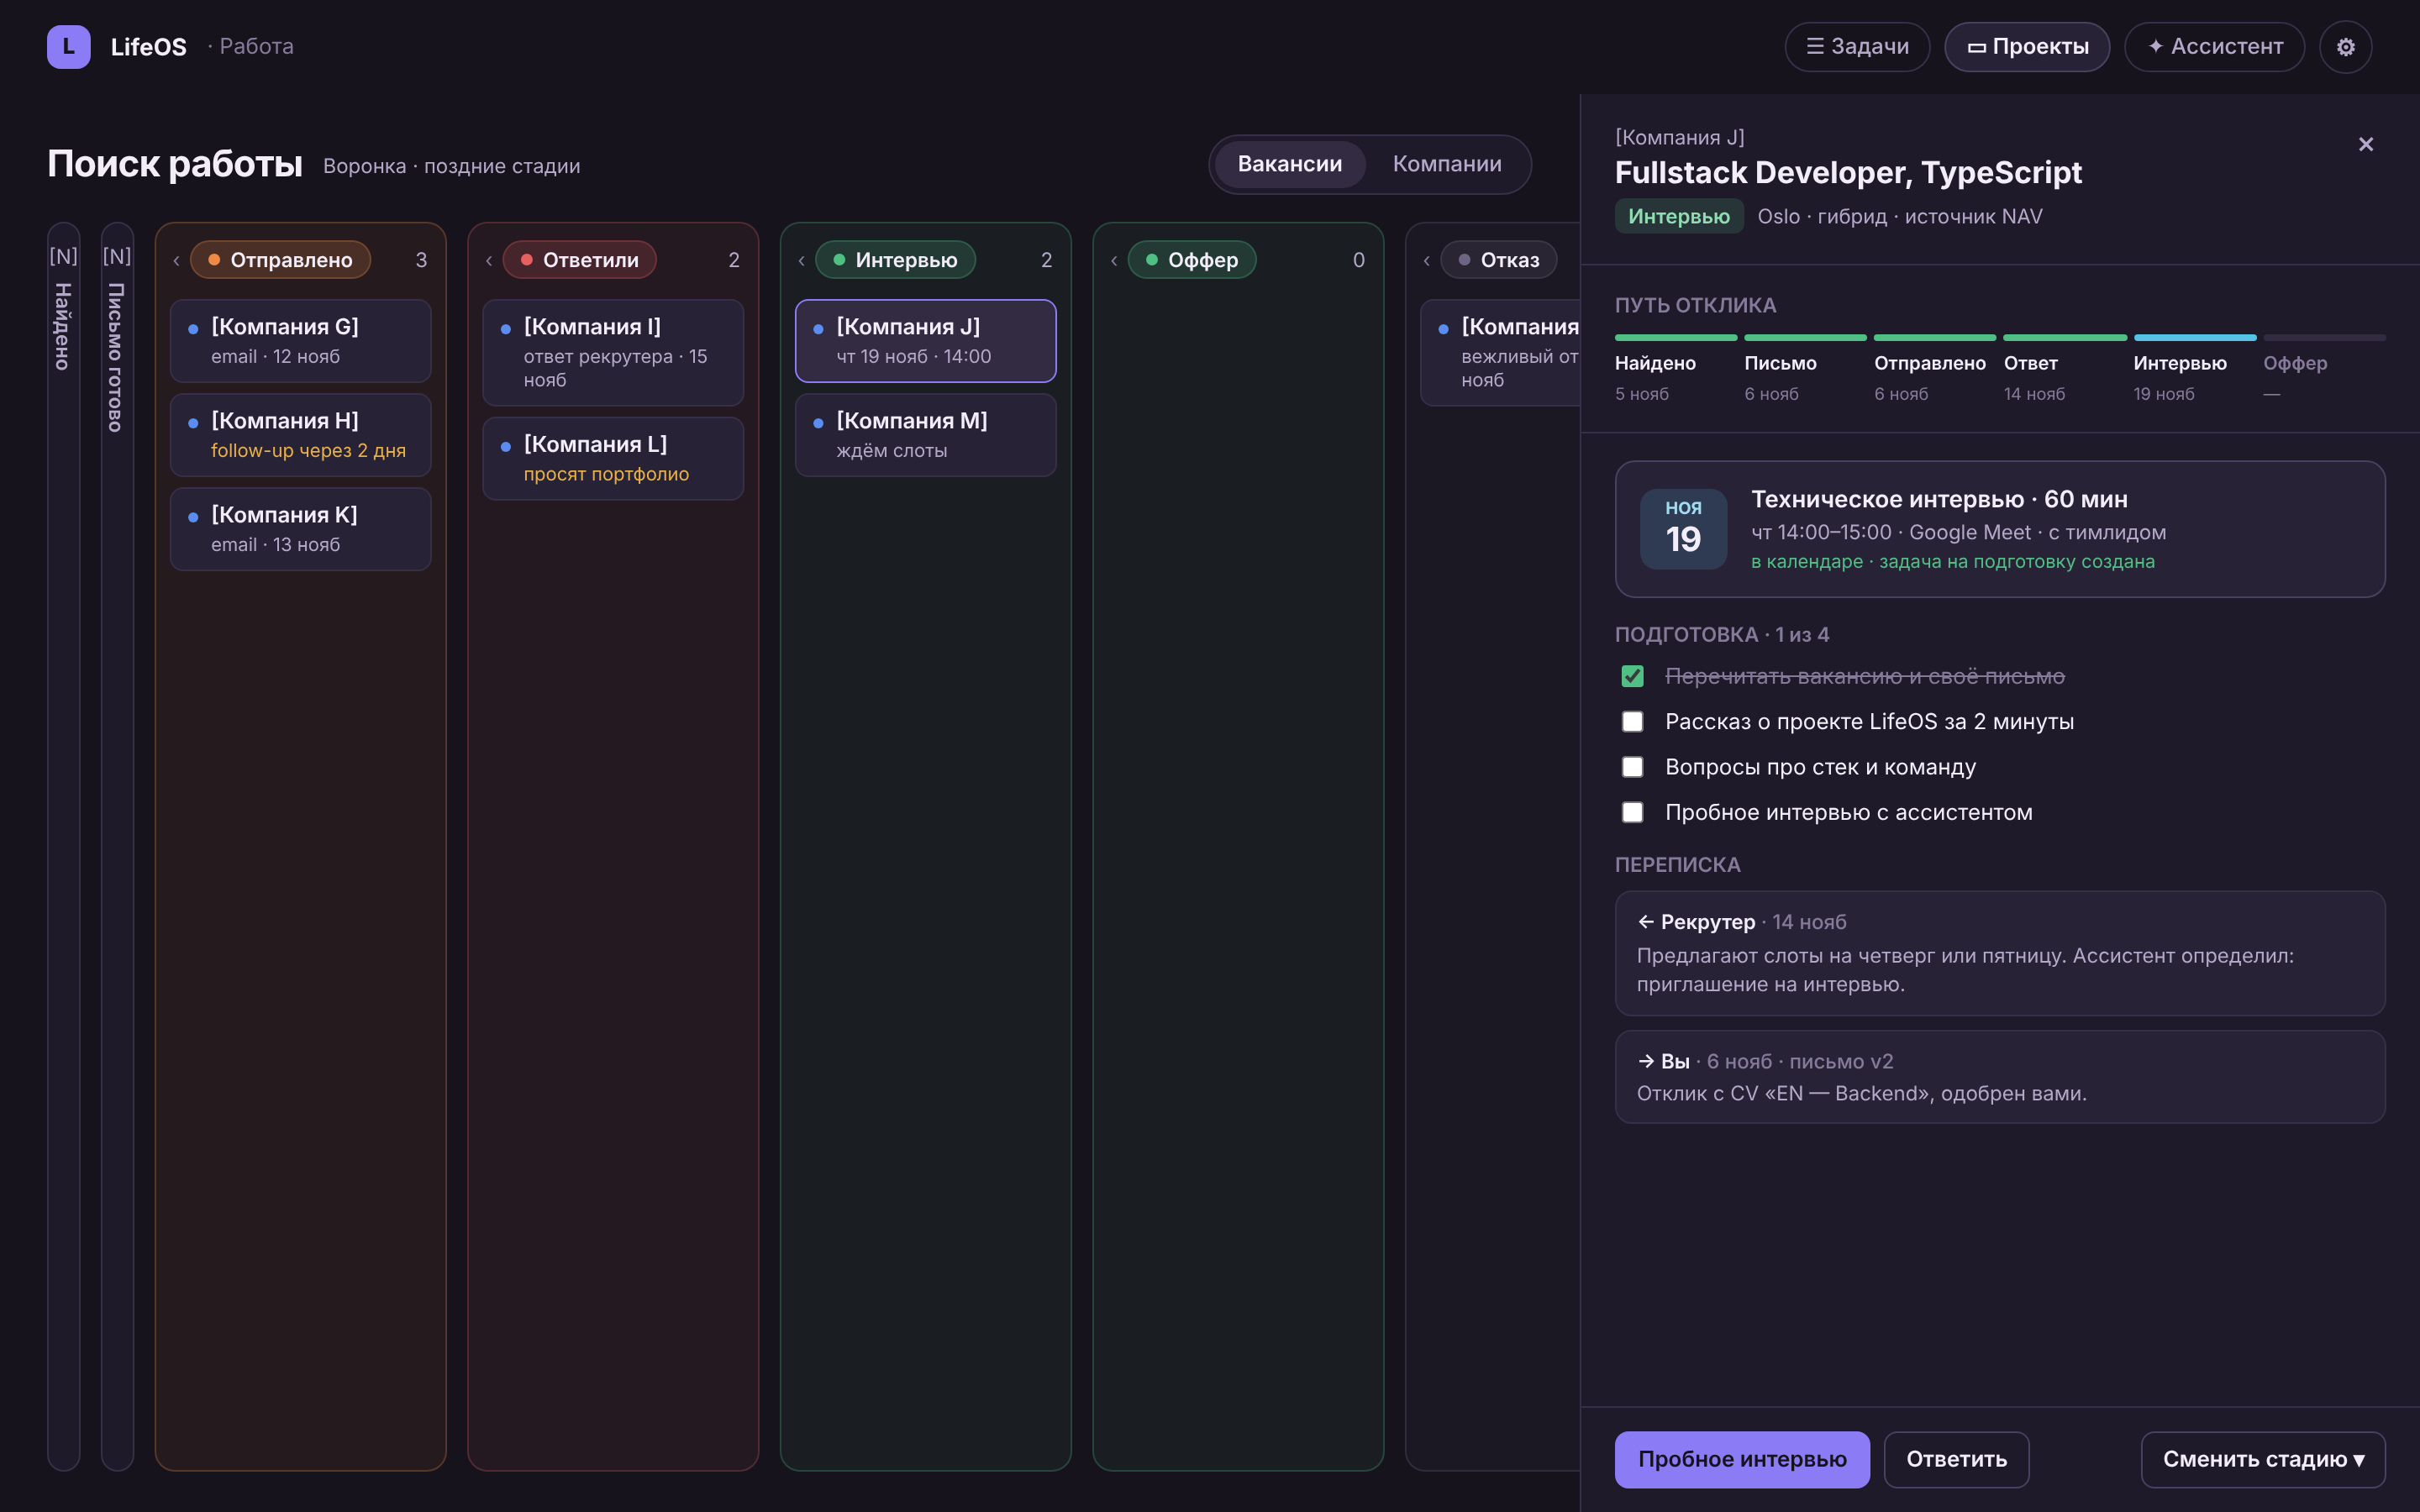 L LifeOS · Работа
☰ Задачи
▭ Проекты
✦ Ассистент
⚙
Поиск работы
Воронка · поздние стадии
Вакансии
Компании
[N] Найдено
[N] Письмо готово
‹ Отправлено 3
[Компания G]
email · 12 нояб
[Компания H]
follow-up через 2 дня
[Компания K]
email · 13 нояб
‹ Ответили 2
[Компания I]
ответ рекрутера · 15
нояб
[Компания L]
просят портфолио
‹ Интервью 2
[Компания J]
чт 19 нояб · 14:00
[Компания M]
ждём слоты
‹ Оффер 0
‹ Отказ
[Компания
вежливый от
нояб
[Компания J]
Fullstack Developer, TypeScript
×
Интервью Oslo · гибрид · источник NAV
ПУТЬ ОТКЛИКА
Найдено Письмо Отправлено Ответ Интервью Оффер
5 нояб 6 нояб 6 нояб 14 нояб 19 нояб —
НОЯ
19
Техническое интервью · 60 мин
чт 14:00–15:00 · Google Meet · с тимлидом
в календаре · задача на подготовку создана
ПОДГОТОВКА · 1 из 4
Перечитать вакансию и своё письмо
Рассказ о проекте LifeOS за 2 минуты
Вопросы про стек и команду
Пробное интервью с ассистентом
ПЕРЕПИСКА
← Рекрутер · 14 нояб
Предлагают слоты на четверг или пятницу. Ассистент определил:
приглашение на интервью.
→ Вы · 6 нояб · письмо v2
Отклик с CV «EN — Backend», одобрен вами.
Пробное интервью
Ответить
Сменить стадию ▾